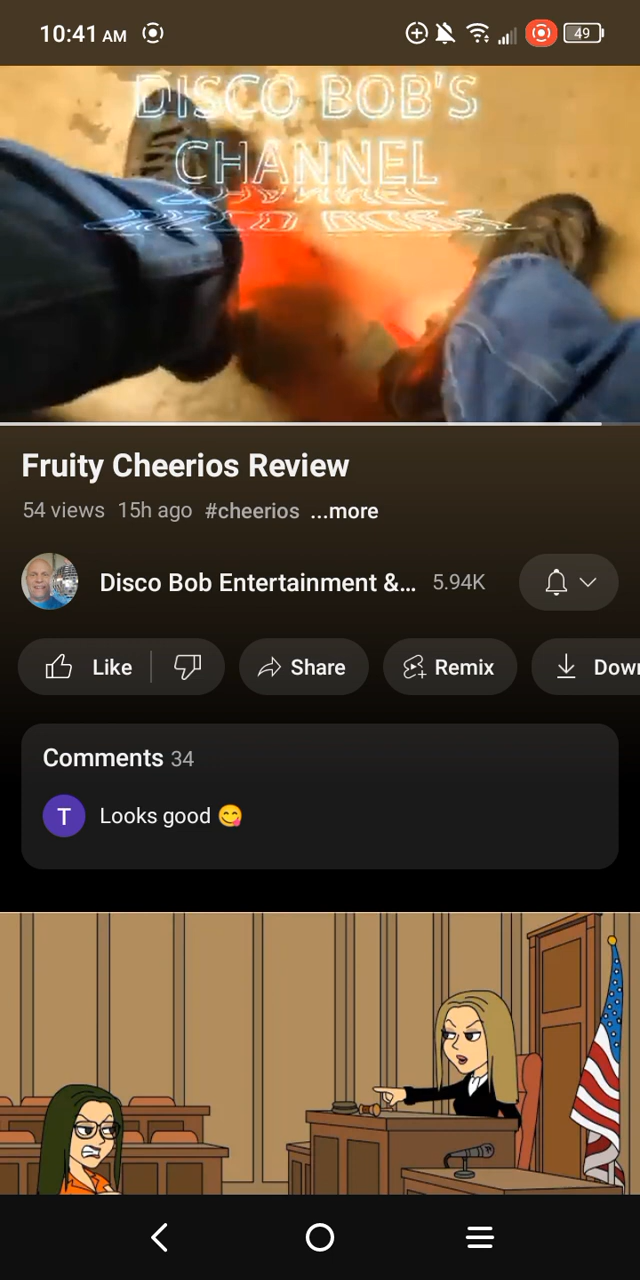 10:41 AM
49
DISCO BOB'S
CHANNEL
Fruity Cheerios Review
54 views 15h ago #cheerios ...more
Disco Bob Entertainment &... 5.94K
Like
Share
Remix
Down
Comments 34
T
Looks good 😋